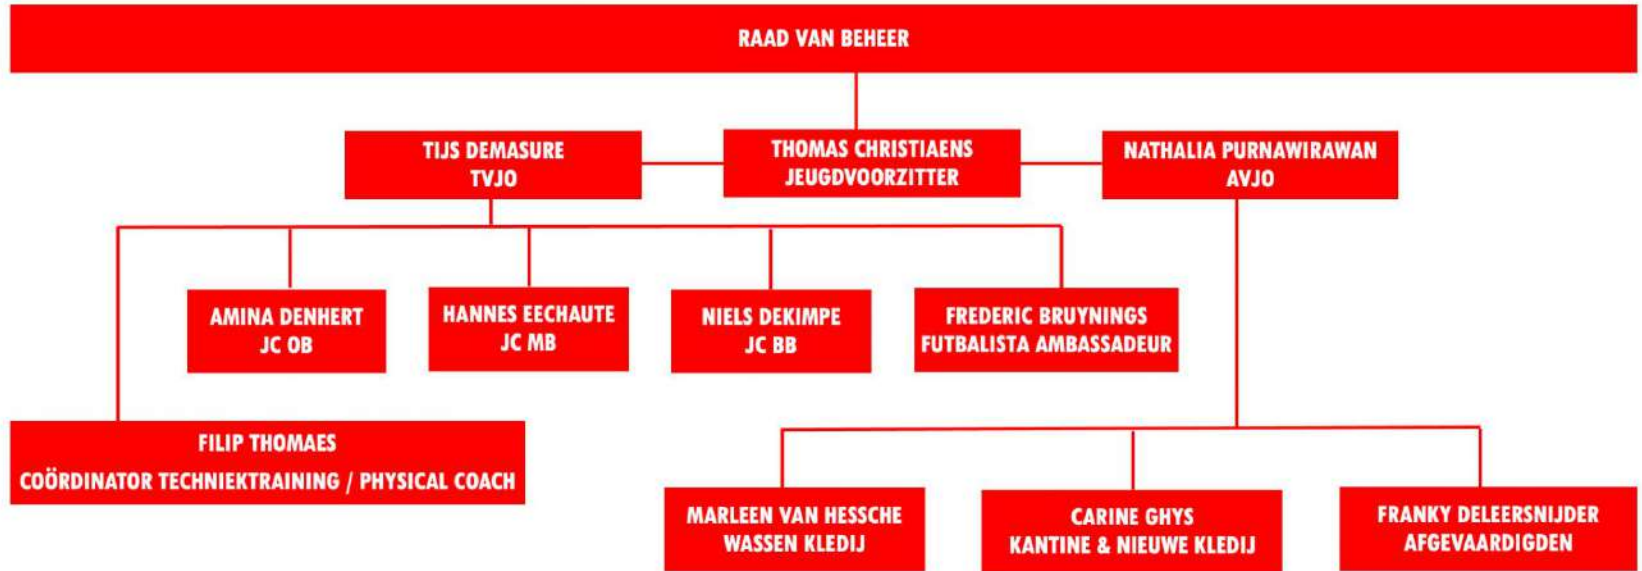 RAAD VAN BEHEER
TIJS DEMASURE
TVJO
THOMAS CHRISTIAENS
JEUGDVOORZITTER
NATHALIA PURNAWIRAWAN
AVJO
AMINA DENHERT
JC OB
HANNES EECHAUTE
JC MB
NIELS DEKIMPE
JC BB
FREDERIC BRUYNINGS
FUTBALISTA AMBASSADEUR
FILIP THOMAES
COÖRDINATOR TECHNIEKTRAINING / PHYSICAL COACH
MARLEEN VAN HESSCHE
WASSEN KLEDIJ
CARINE GHYS
KANTINE & NIEUWE KLEDIJ
FRANKY DELEERSNIJDER
AFGEVAARDIGDEN